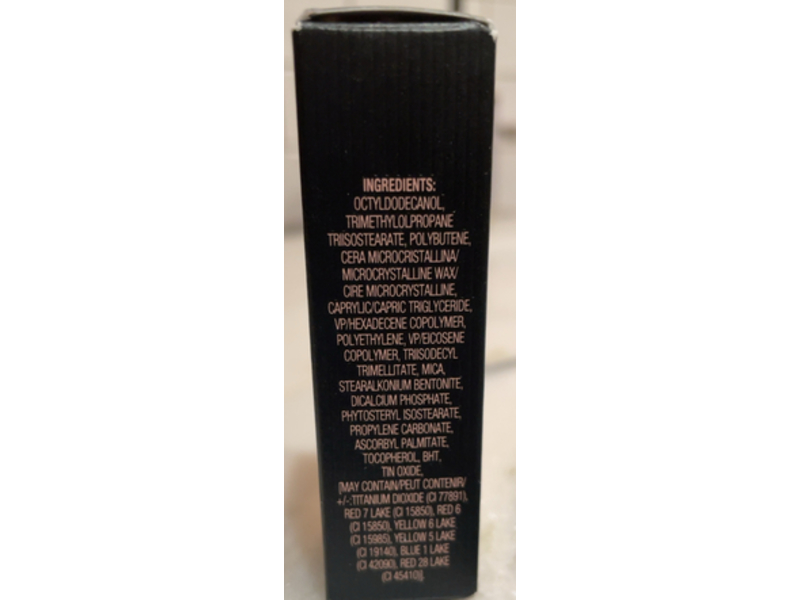 INGREDIENTS:
OCTYLDODECANOL,
TRIMETHYLOLPROPANE
TRIISOSTEARATE, POLYBUTENE,
CERA MICROCRISTALLINA/
MICROCRYSTALLINE WAX/
CIRE MICROCRYSTALLINE,
CAPRYLIC/CAPRIC TRIGLYCERIDE,
VP/HEXADECENE COPOLYMER,
POLYETHYLENE, VP/EICOSENE
COPOLYMER, TRIISODECYL
TRIMELLITATE, MICA,
STEARALKONIUM BENTONITE,
DICALCIUM PHOSPHATE,
PHYTOSTERYL ISOSTEARATE,
PROPYLENE CARBONATE,
ASCORBYL PALMITATE,
TOCOPHEROL, BHT,
TIN OXIDE,
[MAY CONTAIN/PEUT CONTENIR/
+/-:TITANIUM DIOXIDE (CI 77891),
RED 7 LAKE (CI 15850), RED 6
(CI 15850), YELLOW 6 LAKE
(CI 15985), YELLOW 5 LAKE
(CI 19140), BLUE 1 LAKE
(CI 42090), RED 28 LAKE
(CI 45410)].